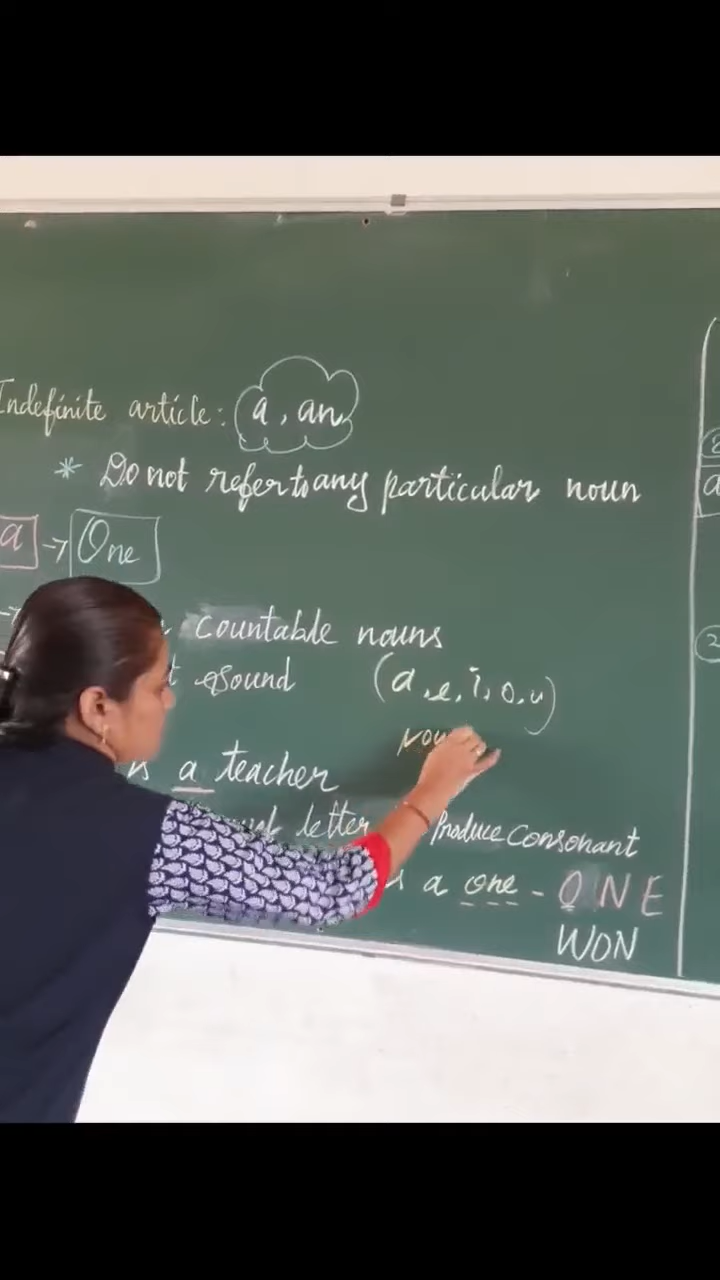 Indefinite article: a, an
* Do not refer to any particular noun
a → One
countable nouns
sound (a, e, i, o, u)
is a teacher
letter Produce Consonant
a one - ONE
WON